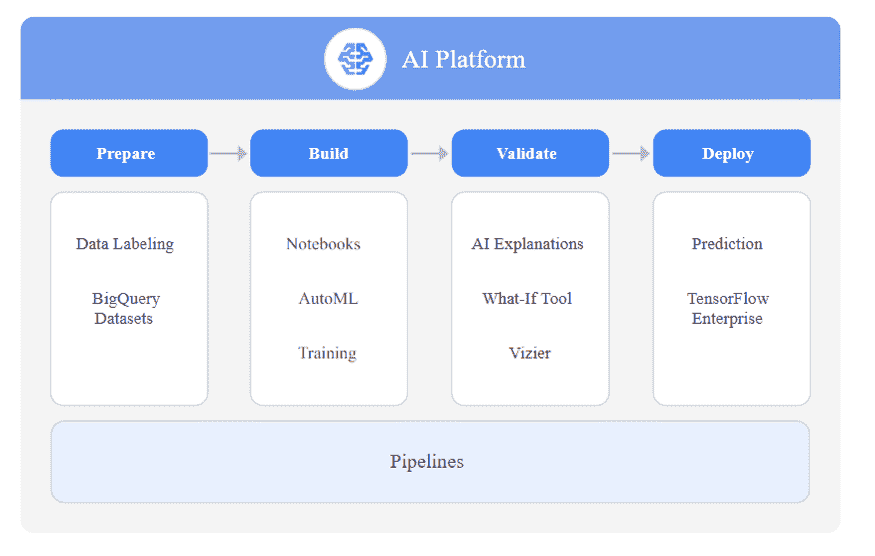 AI Platform
Prepare
Build
Validate
Deploy
Data Labeling
BigQuery
Datasets
Notebooks
AutoML
Training
AI Explanations
What-If Tool
Vizier
Prediction
TensorFlow
Enterprise
Pipelines